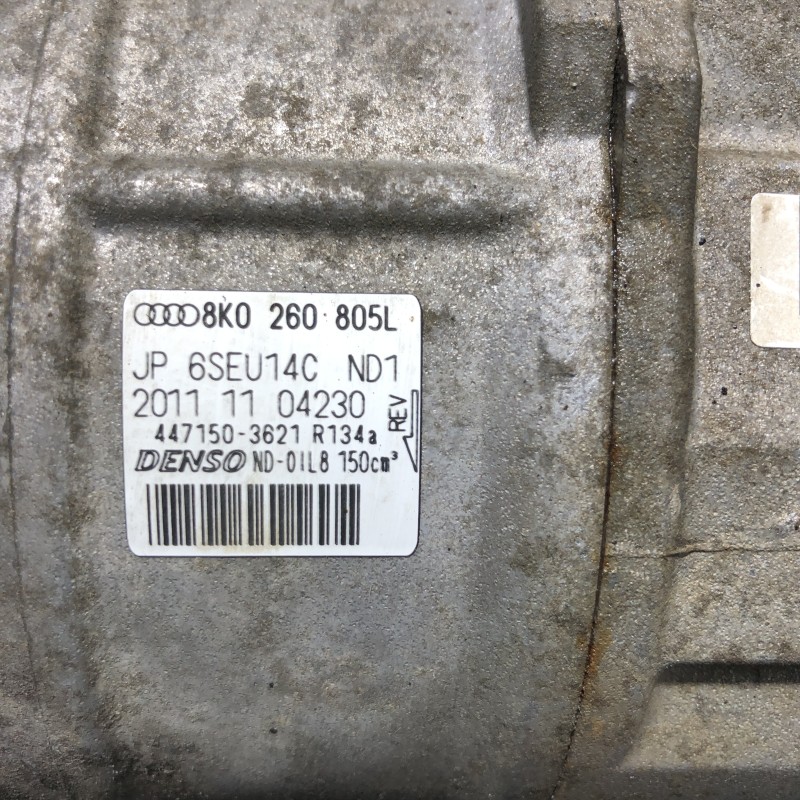 8K0 260 805L
JP 6SEU14C ND1
2011 11 04230
REV
447150-3621 R134a
DENSO ND-OIL8 150cm³